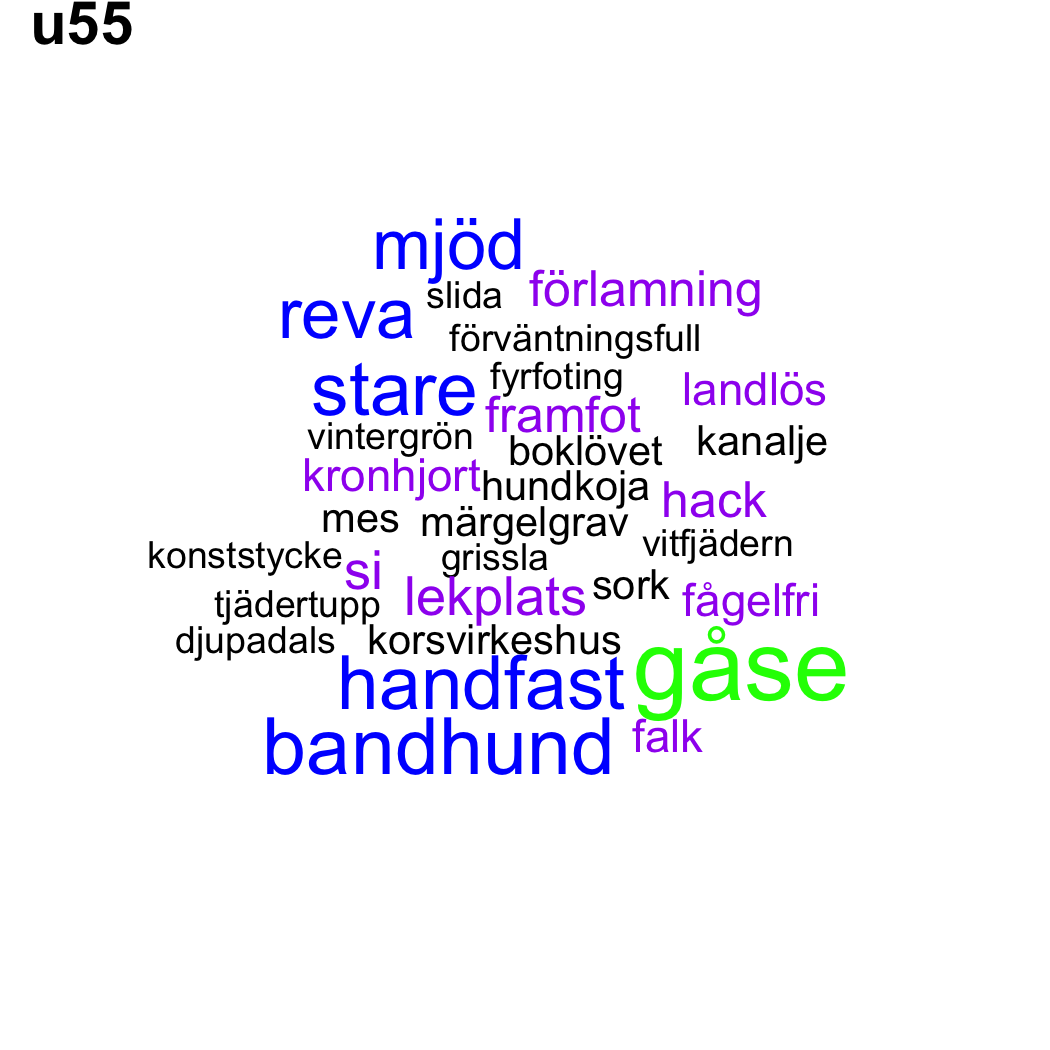 u55
mjöd
slida förlamning
reva
förväntningsfull
stare fyrfoting landlös
framfot
vintergrön boklövet kanalje
kronhjort hundkoja hack
mes märgelgrav vitfjädern
konststycke si grissla
tjädertupp lekplats sork fågelfri
djupadals korsvirkeshus
handfast gåse
bandhund falk